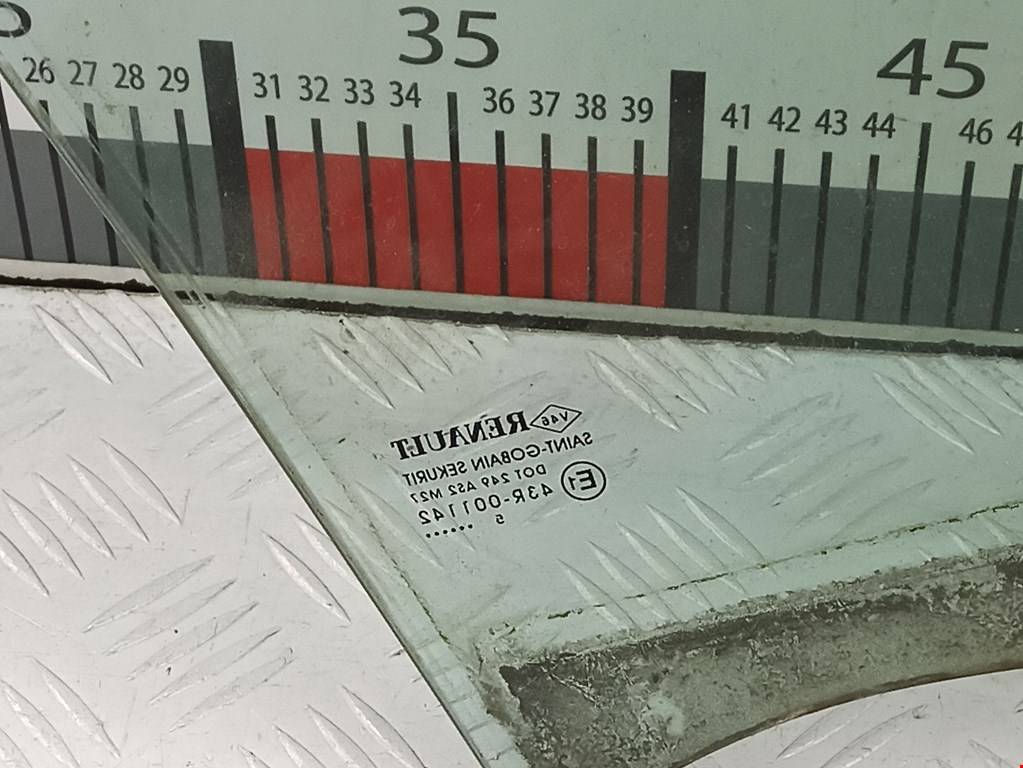 35
45
26 27 28 29 31 32 33 34 36 37 38 39 41 42 43 44 46
RENAULT V46
SAINT-GOBAIN SEKURIT
DOT 249 AS2 M27 E1
43R-001142
5